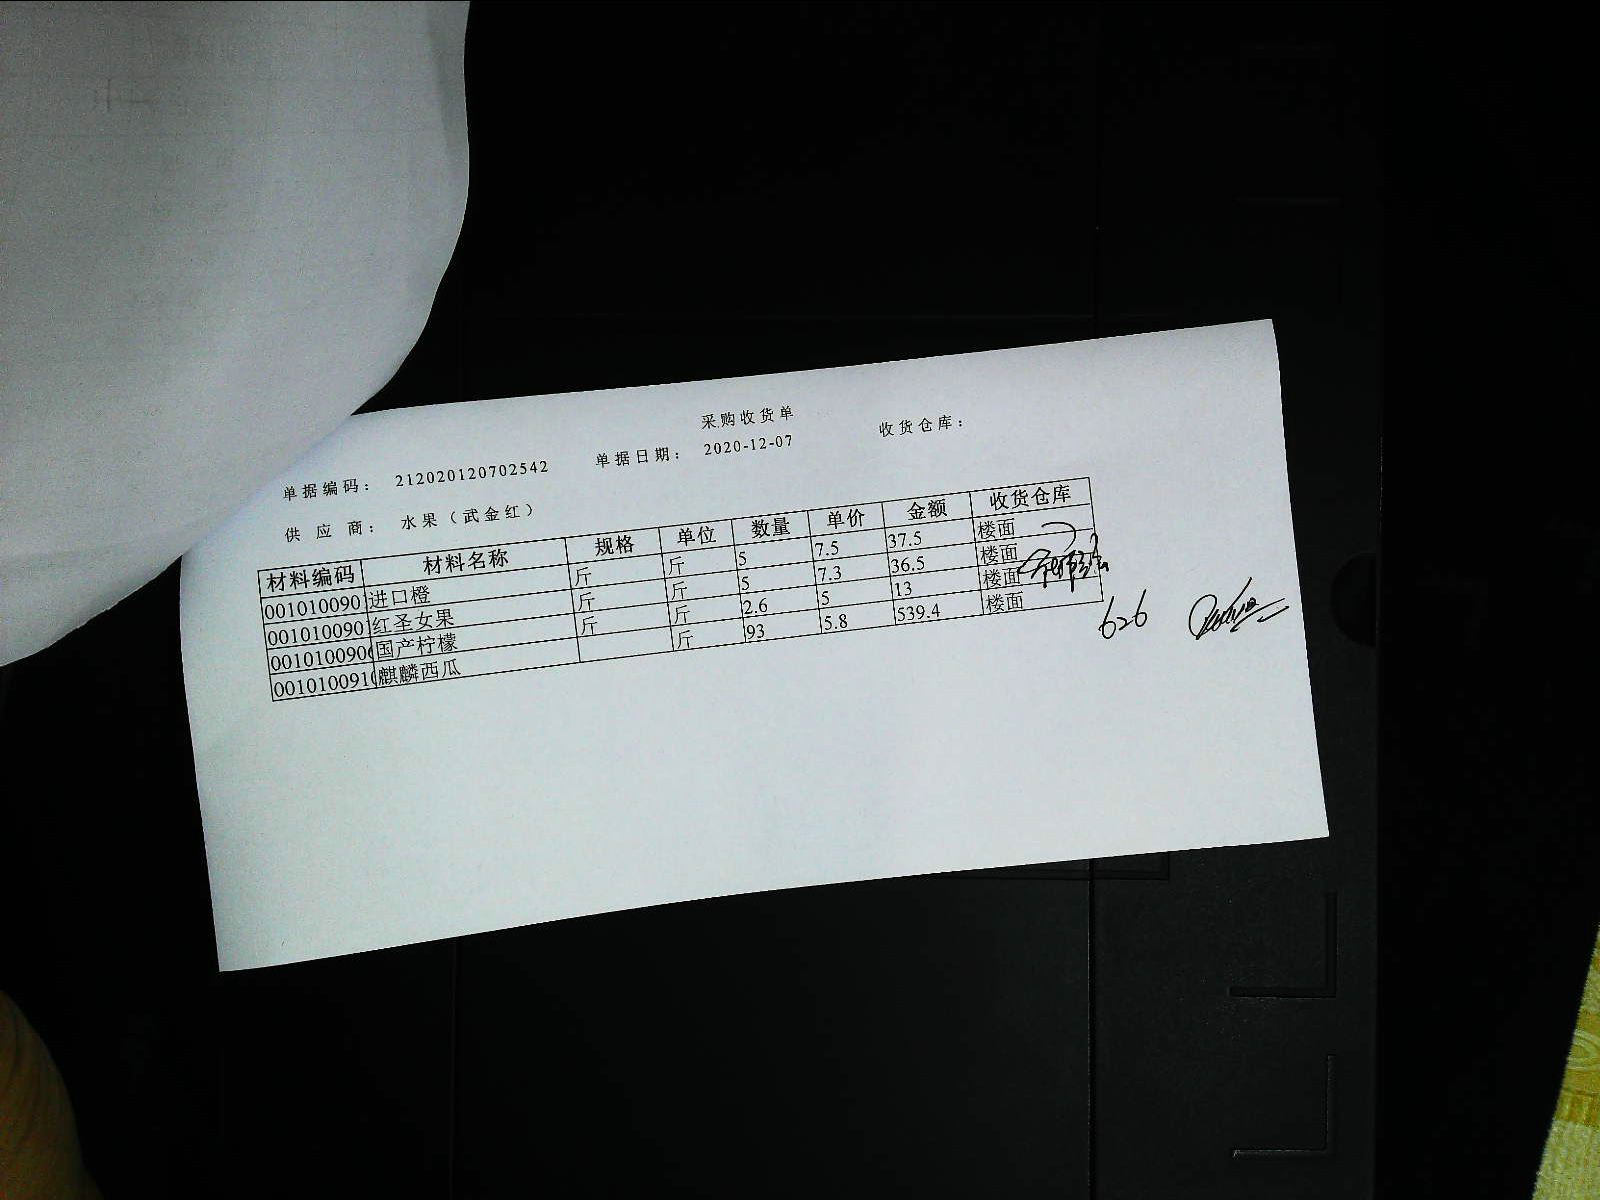 采购收货单
单据编码： 212020120702542 单据日期： 2020-12-07 收货仓库：
供应商： 水果（武金红）
材料编码 材料名称 规格 单位 数量 单价 金额 收货仓库
001010090 进口橙 斤 斤 5 7.5 37.5 楼面
001010090 红圣女果 斤 斤 5 7.3 36.5 楼面
001010090 国产柠檬 斤 斤 2.6 5 13 楼面
001010091 麒麟西瓜 斤 93 5.8 539.4 楼面
626